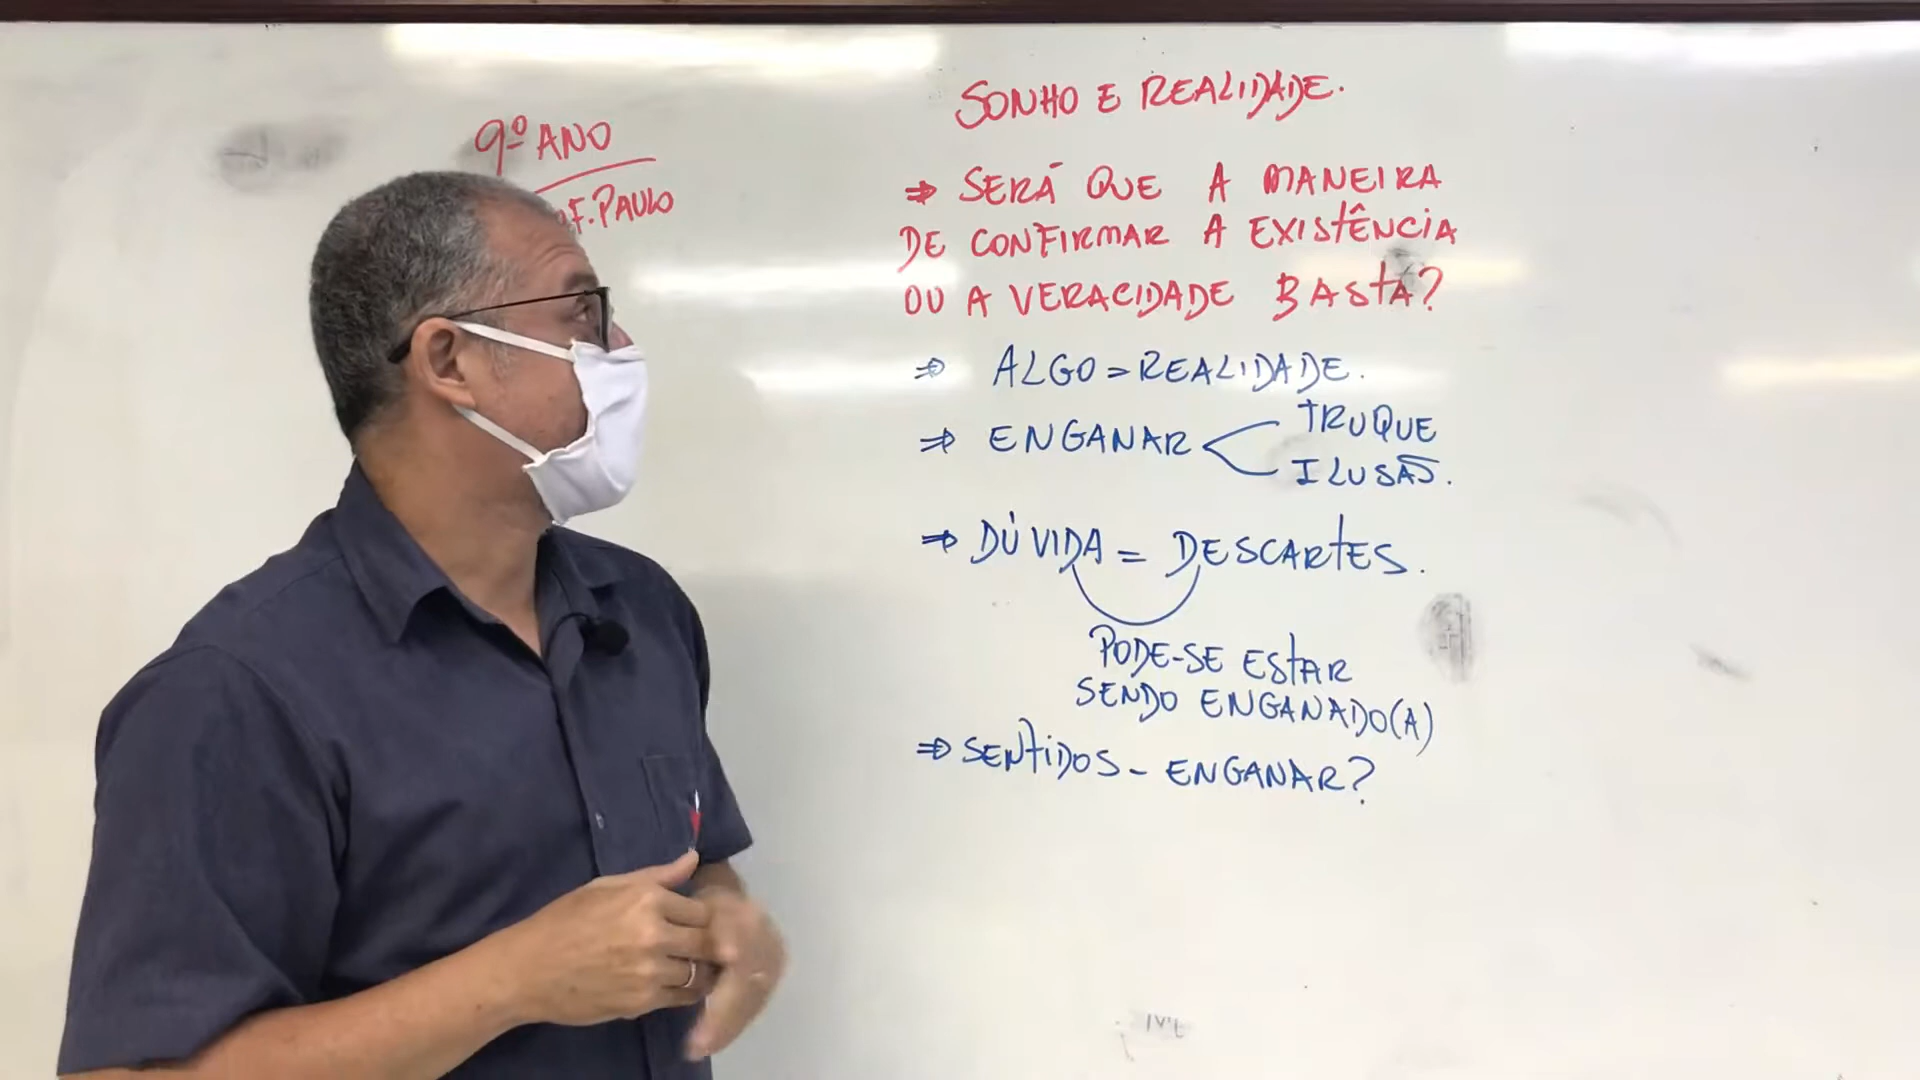 9º ANO
F. PAULO
SONHO E REALIDADE.
⇒ SERÁ QUE A MANEIRA
DE CONFIRMAR A EXISTÊNCIA
OU A VERACIDADE BASTA?
⇒ ALGO = REALIDADE.
⇒ ENGANAR < TRUQUE
ILUSÃO.
⇒ DÚVIDA = DESCARTES.
PODE-SE ESTAR
SENDO ENGANADO(A)
⇒ SENTIDOS - ENGANAR?